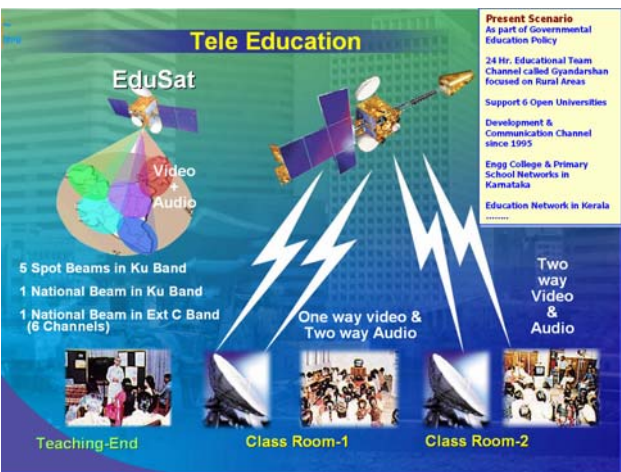 Tele Education
EduSat
Video
+
Audio
5 Spot Beams in Ku Band
1 National Beam in Ku Band
1 National Beam in Ext C Band
(6 Channels)
One way video &
Two way Audio
Two
way
Video
&
Audio
Teaching-End
Class Room-1
Class Room-2
Present Scenario
As part of Governmental
Education Policy
24 Hr. Educational Team
Channel called Gyandarshan
focused on Rural Areas
Support 6 Open Universities
Development &
Communication Channel
since 1995
Engg College & Primary
School Networks in
Karnataka
Education Network in Kerala
........